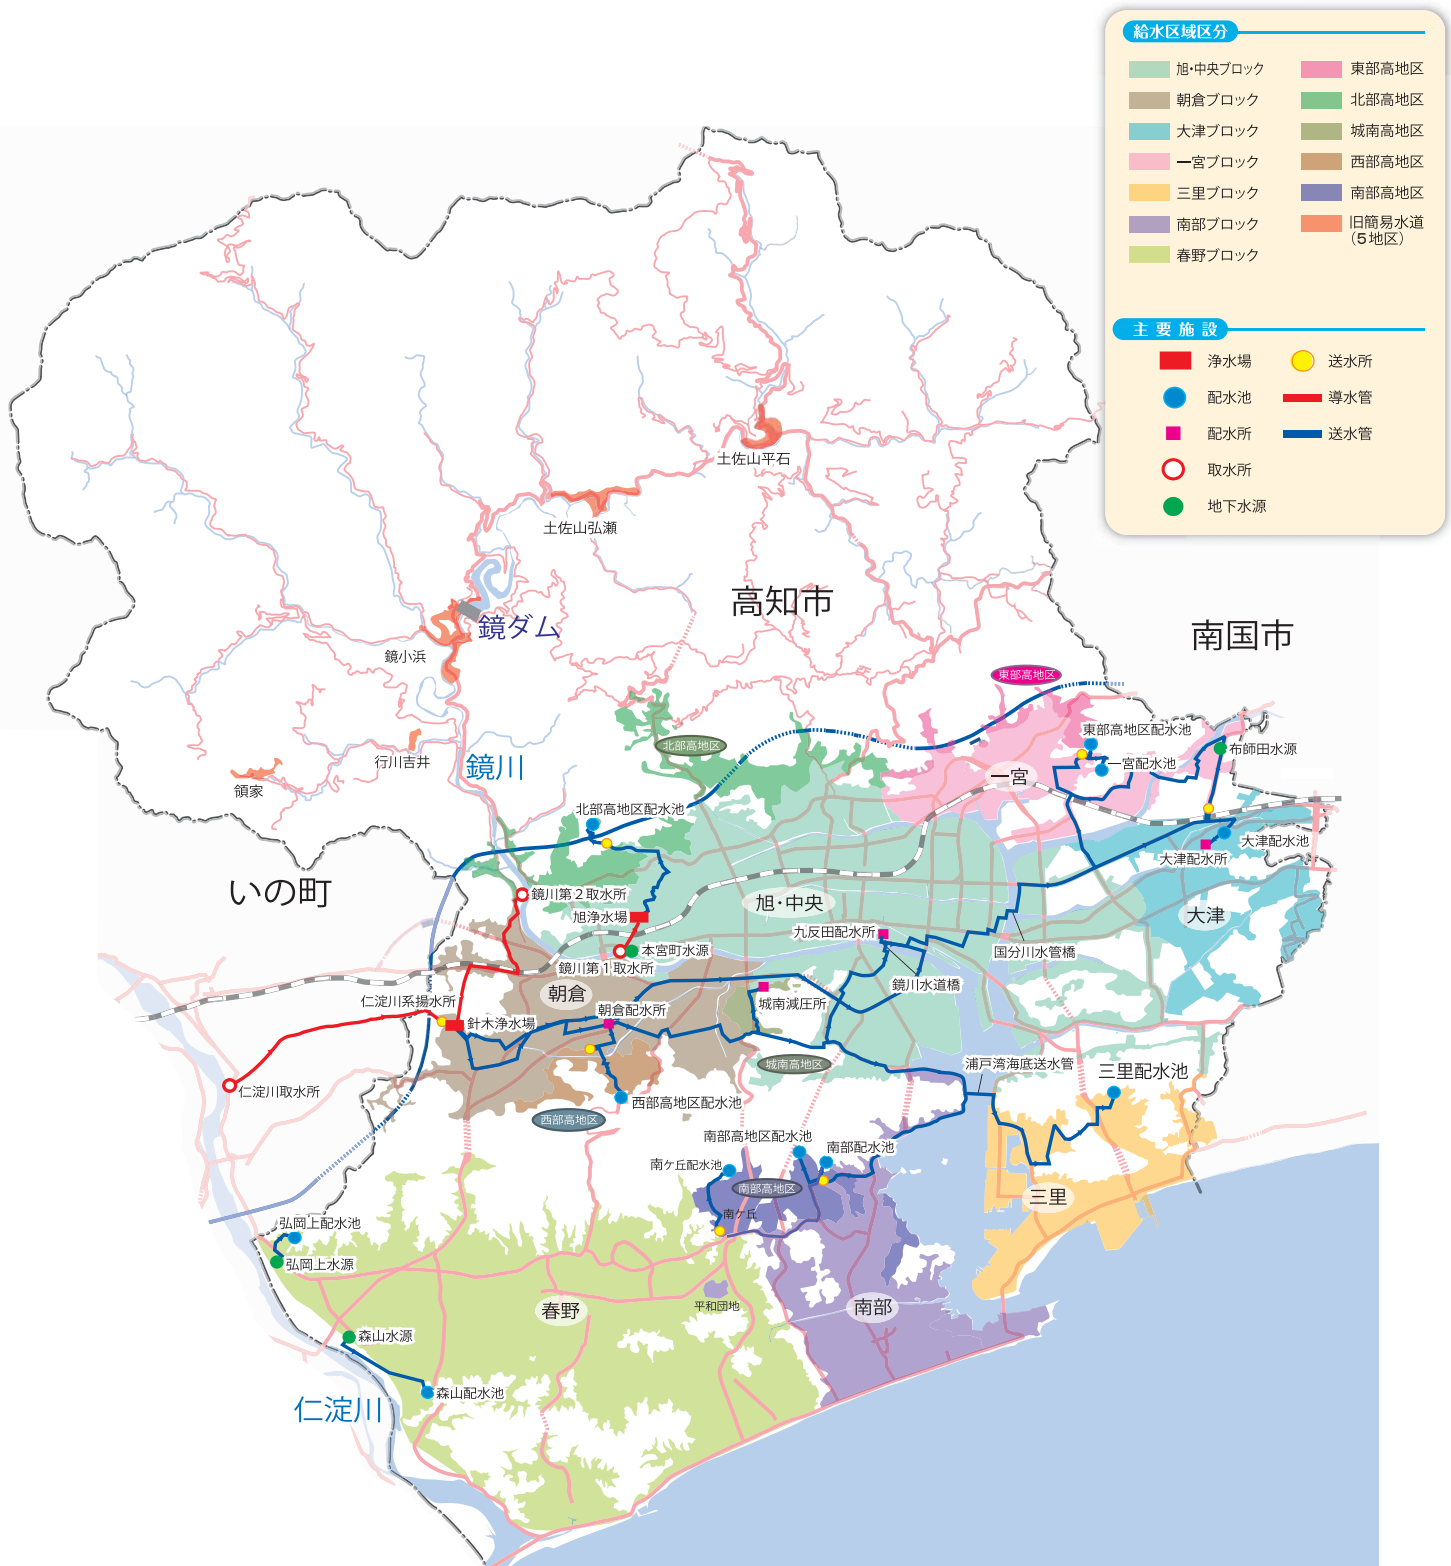 給水区域区分
旭・中央ブロック
朝倉ブロック
大津ブロック
一宮ブロック
三里ブロック
南部ブロック
春野ブロック
東部高地区
北部高地区
城南高地区
西部高地区
南部高地区
旧簡易水道
（5地区）
主要施設
浄水場
配水池
配水所
取水所
地下水源
送水所
導水管
送水管
土佐山平石
土佐山弘瀬
高知市
南国市
鏡ダム
鏡小浜
東部高地区
東部高地区配水池
北部高地区
布師田水源
行川吉井
鏡川
一宮配水池
一宮
領家
北部高地区配水池
大津配水池
大津配水所
いの町
鏡川第２取水所
旭・中央
旭浄水場
大津
九反田配水所
本宮町水源
国分川水管橋
鏡川第１取水所
鏡川水道橋
朝倉
仁淀川系揚水所
城南減圧所
朝倉配水所
針木浄水場
城南高地区
浦戸湾海底送水管
三里配水池
仁淀川取水所
西部高地区配水池
西部高地区
南部高地区配水池
南部配水池
南ケ丘配水池
南部高地区
三里
南ケ丘
弘岡上配水池
弘岡上水源
平和団地
南部
春野
森山水源
森山配水池
仁淀川